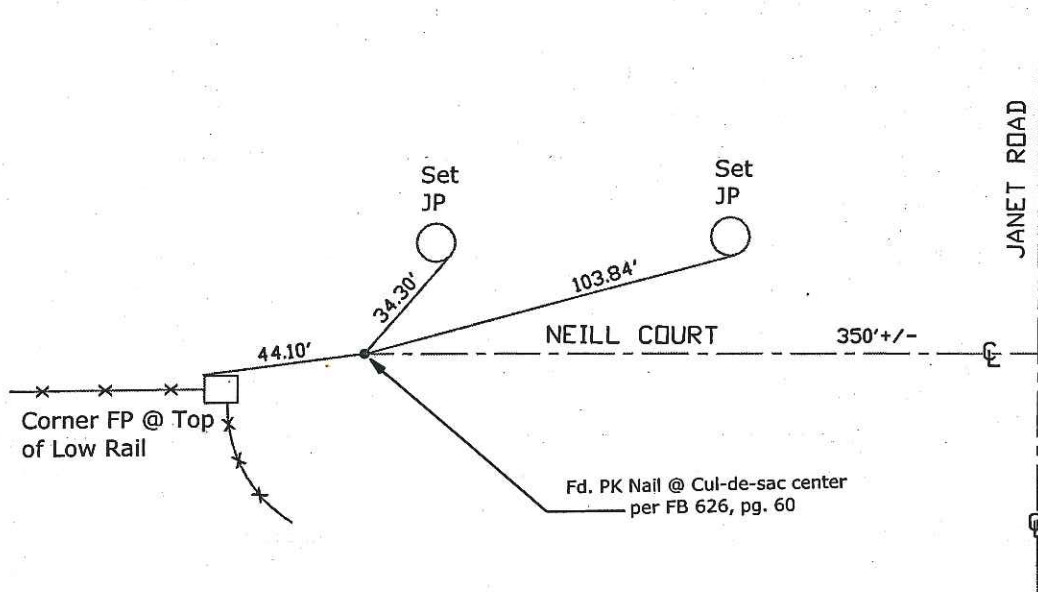 JANET ROAD
Set
JP
Set
JP
34.30'
103.84'
44.10'
NEILL COURT
350'+/-
℄
Corner FP @ Top
of Low Rail
Fd. PK Nail @ Cul-de-sac center
per FB 626, pg. 60
℄